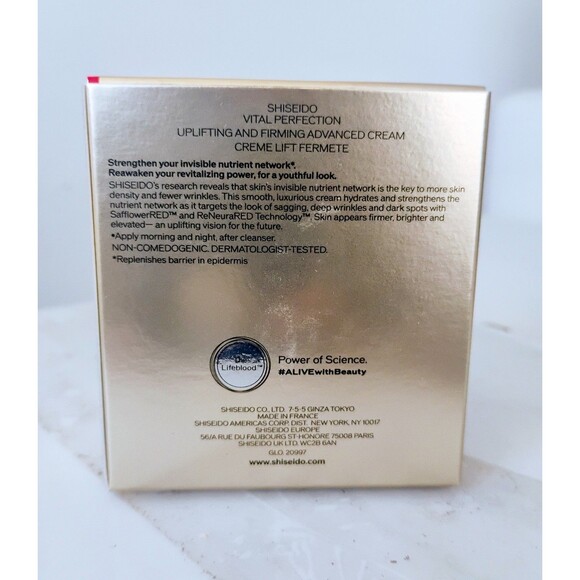 SHISEIDO
VITAL PERFECTION
UPLIFTING AND FIRMING ADVANCED CREAM
CREME LIFT FERMETE
Strengthen your invisible nutrient network*.
Reawaken your revitalizing power, for a youthful look.
SHISEIDO's research reveals that skin's invisible nutrient network is the key to more skin
density and fewer wrinkles. This smooth, luxurious cream hydrates and strengthens the
nutrient network as it targets the look of sagging, deep wrinkles and dark spots with
SafflowerRED™ and ReNeuraRED Technology™. Skin appears firmer, brighter and
elevated— an uplifting vision for the future.
*Apply morning and night, after cleanser.
NON-COMEDOGENIC. DERMATOLOGIST-TESTED.
*Replenishes barrier in epidermis
Lifeblood™
Power of Science.
#ALIVEwithBeauty
SHISEIDO CO., LTD. 7-5-5 GINZA TOKYO
MADE IN FRANCE
SHISEIDO AMERICAS CORP. DIST. NEW YORK, NY 10017
SHISEIDO EUROPE
56/A RUE DU FAUBOURG ST-HONORE 75008 PARIS
SHISEIDO UK LTD. WC2B 6AN
GLO. 20997
www.shiseido.com